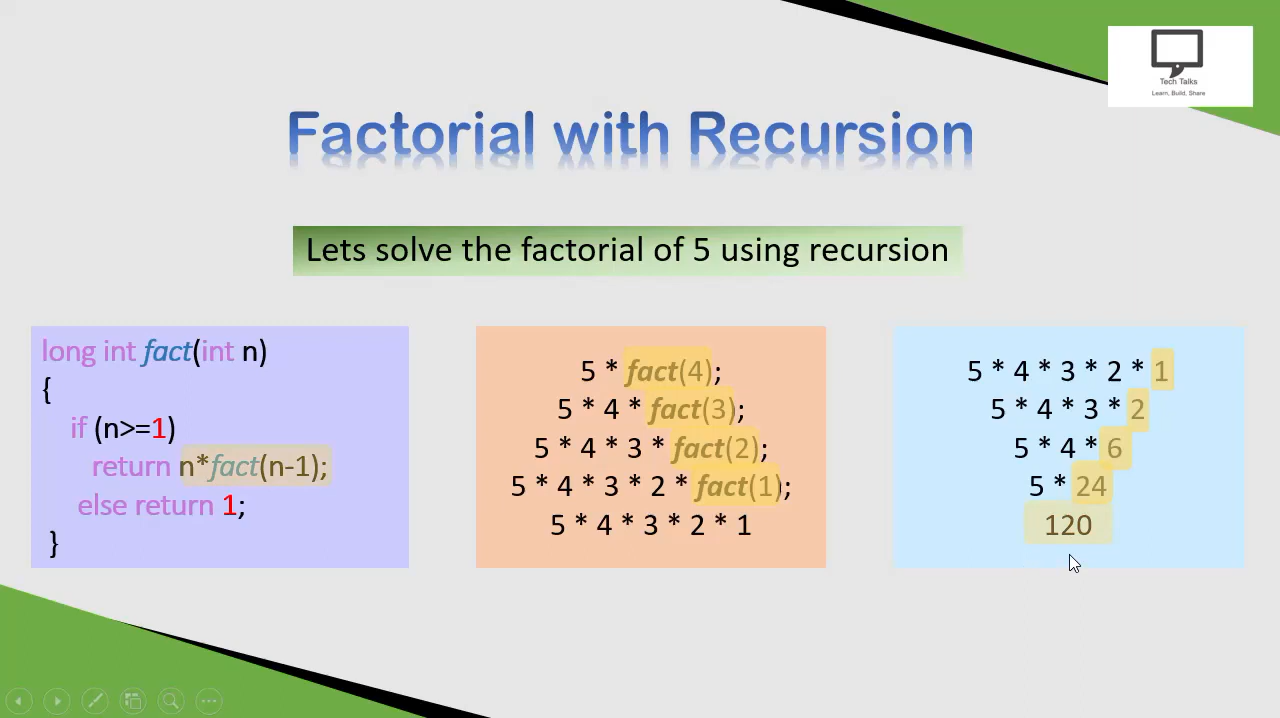 Tech Talks
Learn, Build, Share
Factorial with Recursion
Lets solve the factorial of 5 using recursion
long int fact(int n)
{
if (n>=1)
return n*fact(n-1);
else return 1;
}
5 * fact(4);
5 * 4 * fact(3);
5 * 4 * 3 * fact(2);
5 * 4 * 3 * 2 * fact(1);
5 * 4 * 3 * 2 * 1
5 * 4 * 3 * 2 * 1
5 * 4 * 3 * 2
5 * 4 * 6
5 * 24
120